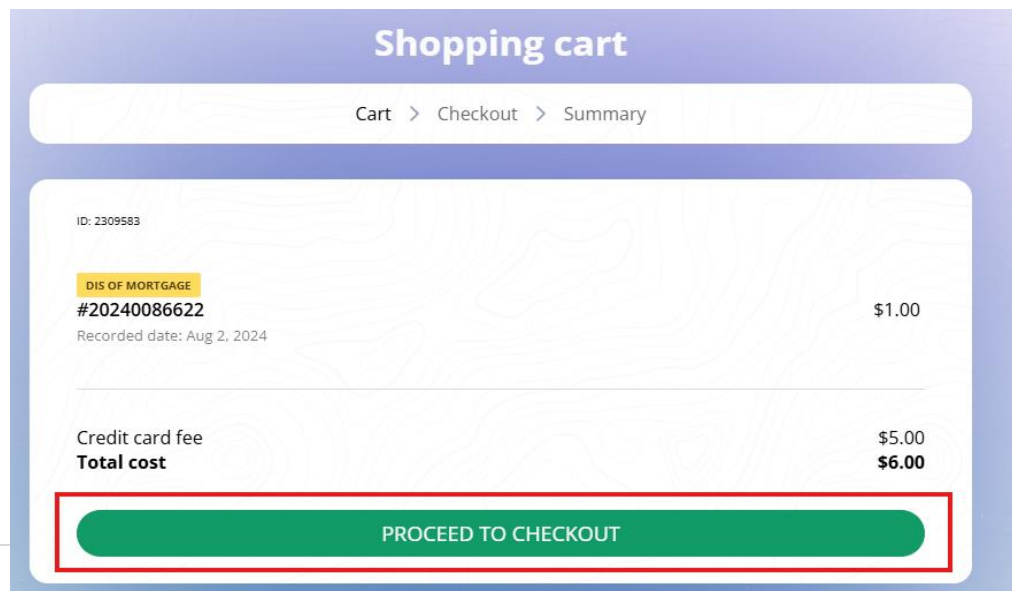 Shopping cart
Cart > Checkout > Summary
ID: 2309583
DIS OF MORTGAGE
#20240086622
$1.00
Recorded date: Aug 2, 2024
Credit card fee $5.00
Total cost $6.00
PROCEED TO CHECKOUT